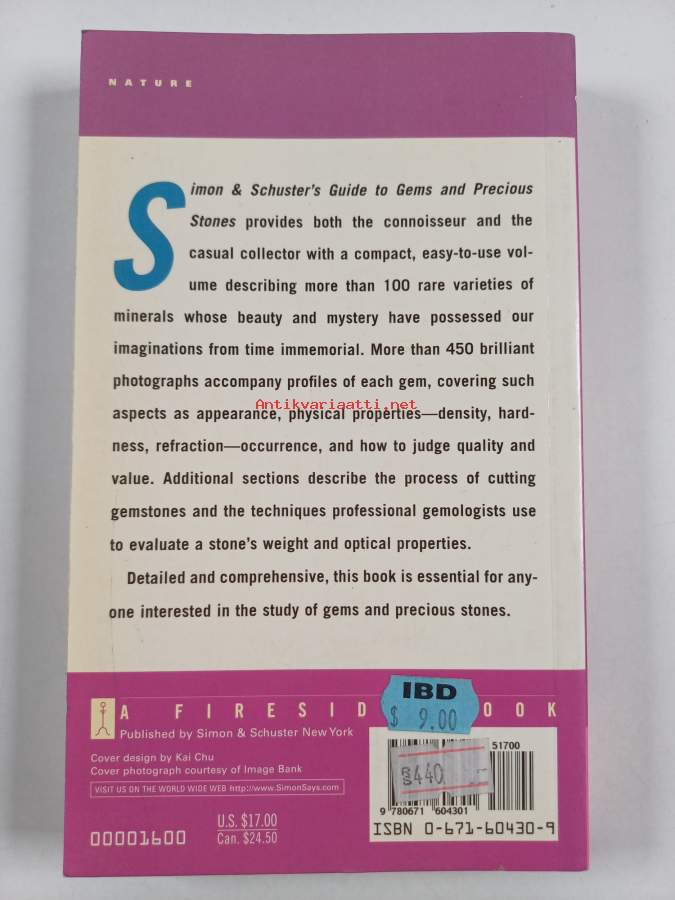 NATURE
Simon & Schuster's Guide to Gems and Precious
Stones provides both the connoisseur and the
casual collector with a compact, easy-to-use vol-
ume describing more than 100 rare varieties of
minerals whose beauty and mystery have possessed our
imaginations from time immemorial. More than 450 brilliant
photographs accompany profiles of each gem, covering such
Antikvariaatti.net
aspects as appearance, physical properties—density, hard-
ness, refraction—occurrence, and how to judge quality and
value. Additional sections describe the process of cutting
gemstones and the techniques professional gemologists use
to evaluate a stone's weight and optical properties.
Detailed and comprehensive, this book is essential for any-
one interested in the study of gems and precious stones.
IBD
$ 9.00
A FIRESID OOK
Published by Simon & Schuster New York
Cover design by Kai Chu
Cover photograph courtesy of Image Bank
VISIT US ON THE WORLD WIDE WEB http://www.SimonSays.com
00001600
U.S. $17.00
Can. $24.50
51700
440
9 780671 604301
ISBN 0-671-60430-9